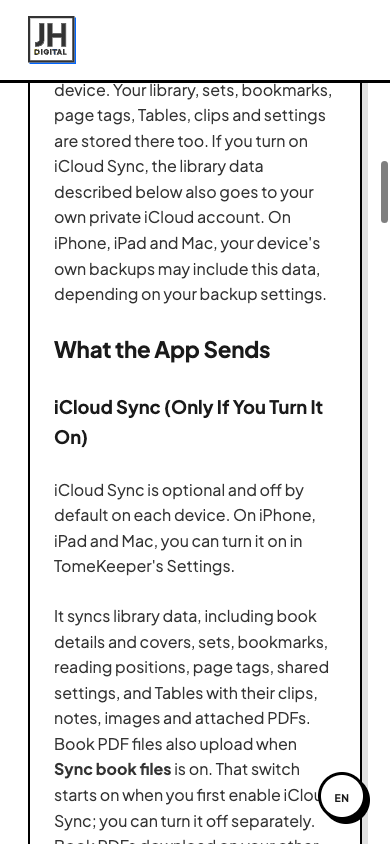 JH
DIGITAL
device. Your library, sets, bookmarks,
page tags, Tables, clips and settings
are stored there too. If you turn on
iCloud Sync, the library data
described below also goes to your
own private iCloud account. On
iPhone, iPad and Mac, your device's
own backups may include this data,
depending on your backup settings.
What the App Sends
iCloud Sync (Only If You Turn It
On)
iCloud Sync is optional and off by
default on each device. On iPhone,
iPad and Mac, you can turn it on in
TomeKeeper's Settings.
It syncs library data, including book
details and covers, sets, bookmarks,
reading positions, page tags, shared
settings, and Tables with their clips,
notes, images and attached PDFs.
Book PDF files also upload when
Sync book files is on. That switch
starts on when you first enable
Sync; you can turn it off separately.
EN